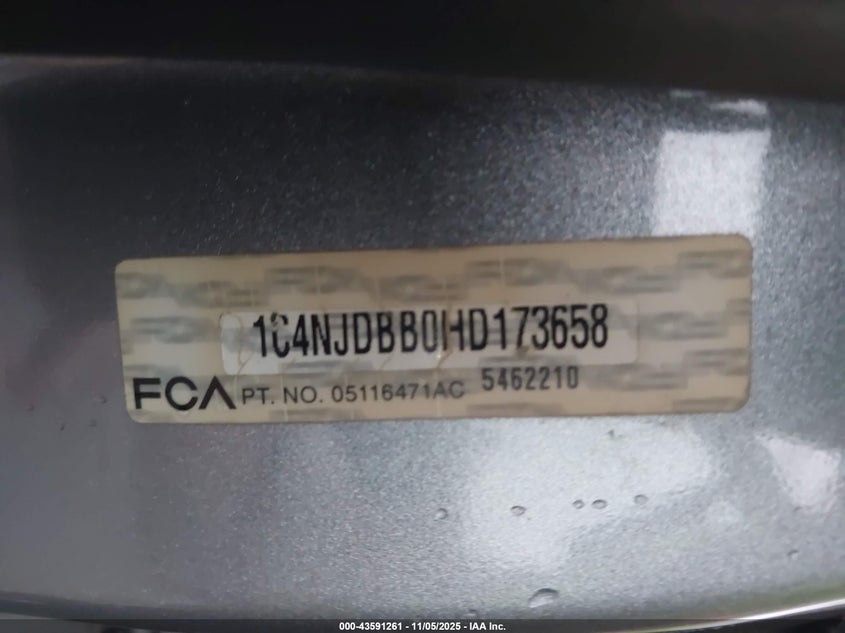 1C4NJDBB0HD173658
FCA PT. NO. 05116471AC 5462210
000-43591261 - 11/05/2025 - IAA Inc.